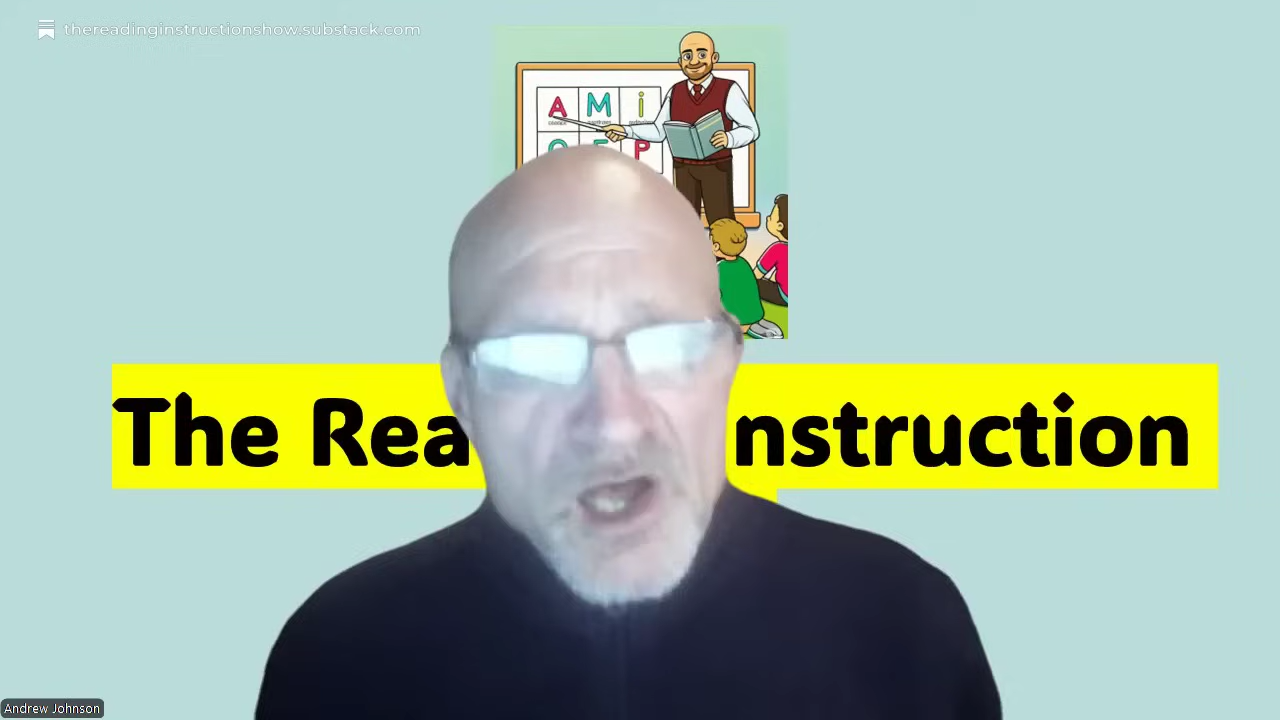 thereadinginstructionshow.substack.com
A M i
P
The Rea nstruction
Andrew Johnson